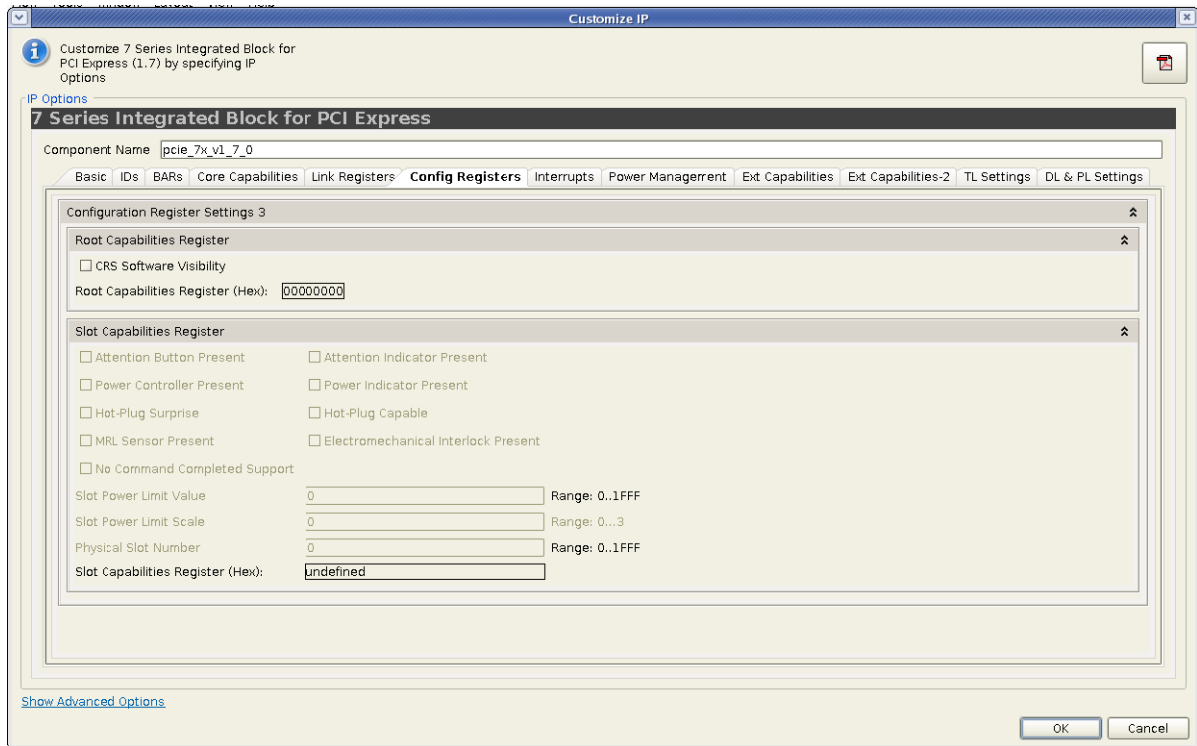 Customize IP
Customize 7 Series Integrated Block for
PCI Express (1.7) by specifying IP
Options
IP Options
7 Series Integrated Block for PCI Express
Component Name pcie_7x_v1_7_0
Basic IDs BARs Core Capabilities Link Registers Config Registers Interrupts Power Management Ext Capabilities Ext Capabilities-2 TL Settings DL & PL Settings
Configuration Register Settings 3
Root Capabilities Register
CRS Software Visibility
Root Capabilities Register (Hex): 00000000
Slot Capabilities Register
Attention Button Present Attention Indicator Present
Power Controller Present Power Indicator Present
Hot-Plug Surprise Hot-Plug Capable
MRL Sensor Present Electromechanical Interlock Present
No Command Completed Support
Slot Power Limit Value 0 Range: 0..1FFF
Slot Power Limit Scale 0 Range: 0...3
Physical Slot Number 0 Range: 0..1FFF
Slot Capabilities Register (Hex): undefined
Show Advanced Options
OK Cancel